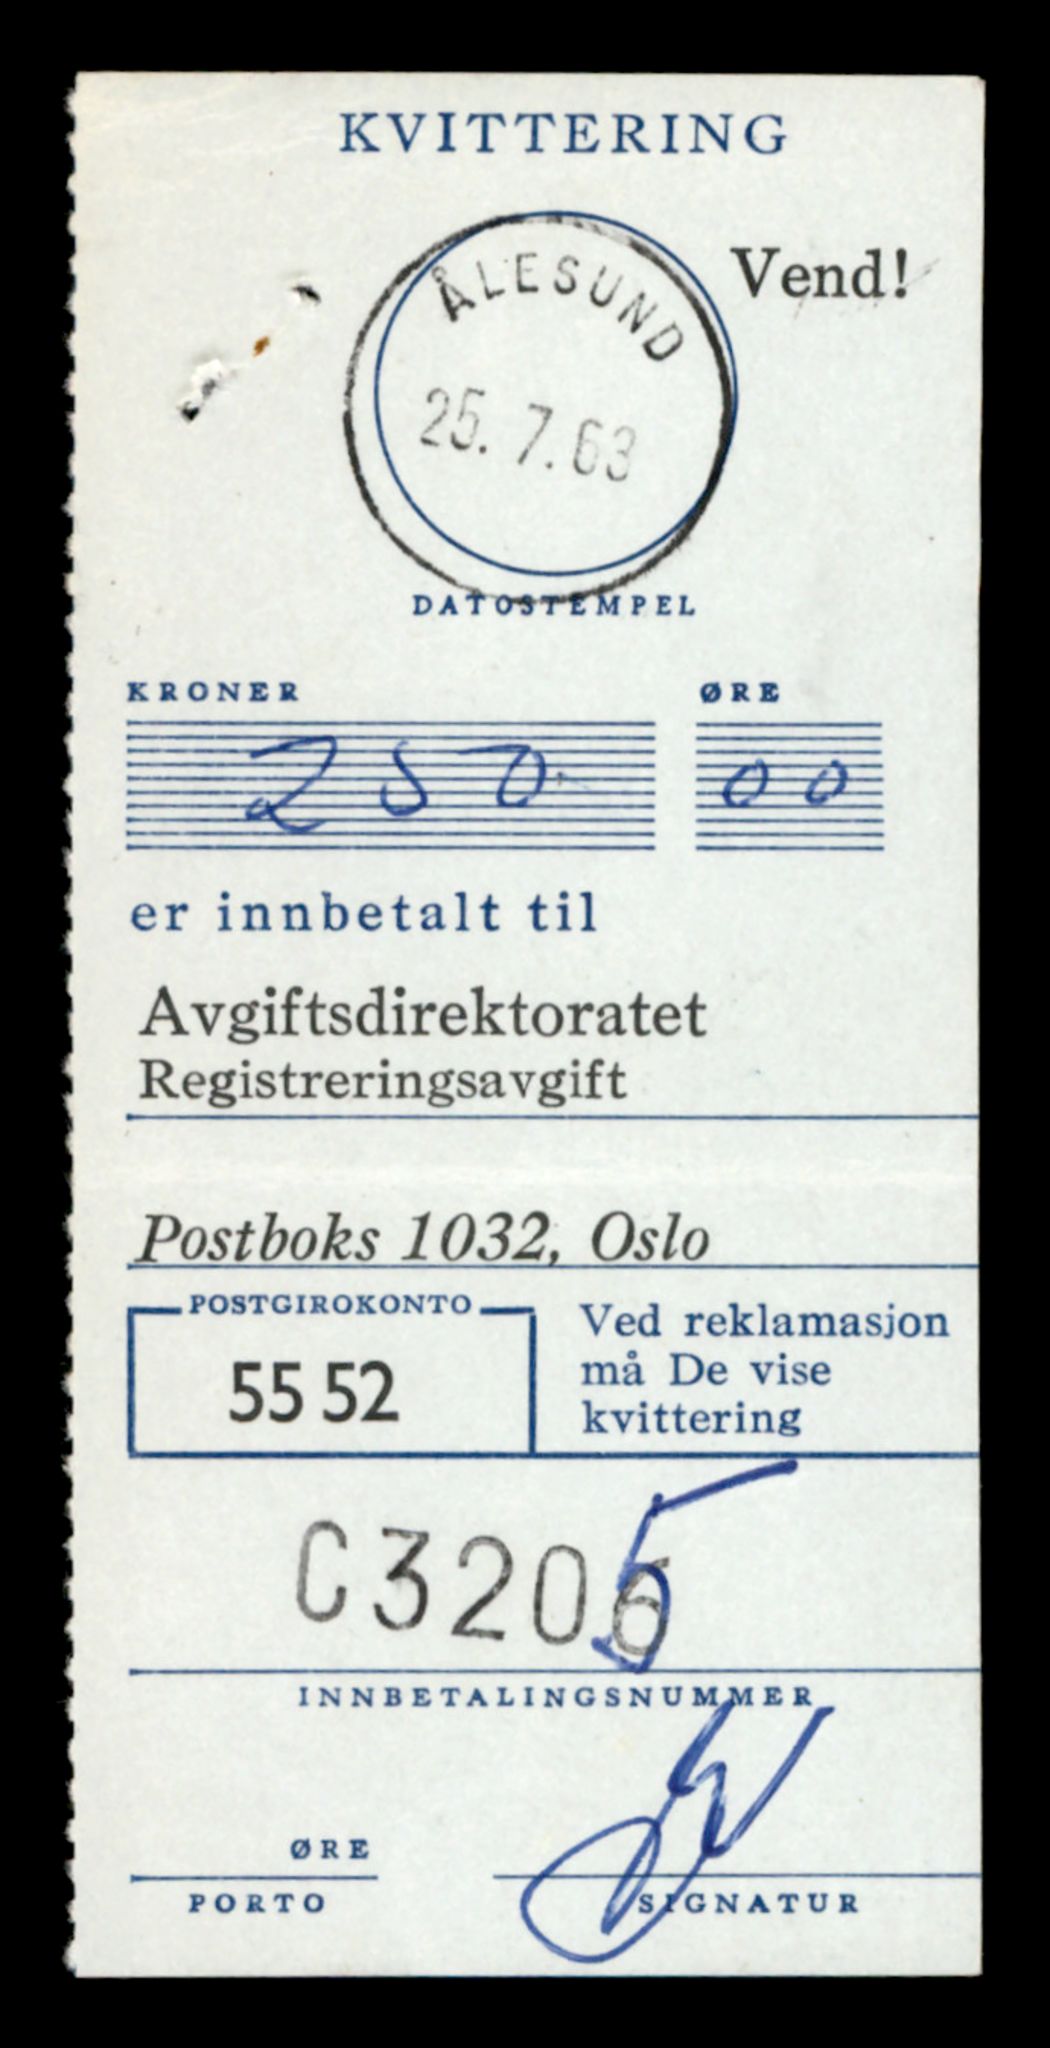 KVITTERING
Vend!
ÅLESUND
25.7.63
DATOSTEMPEL
KRONER ØRE
250 00
er innbetalt til
Avgiftsdirektoratet
Registreringsavgift
Postboks 1032, Oslo
POSTGIROKONTO
55 52
Ved reklamasjon
må De vise
kvittering
C3205
INNBETALINGSNUMMER
ØRE
PORTO
SIGNATUR